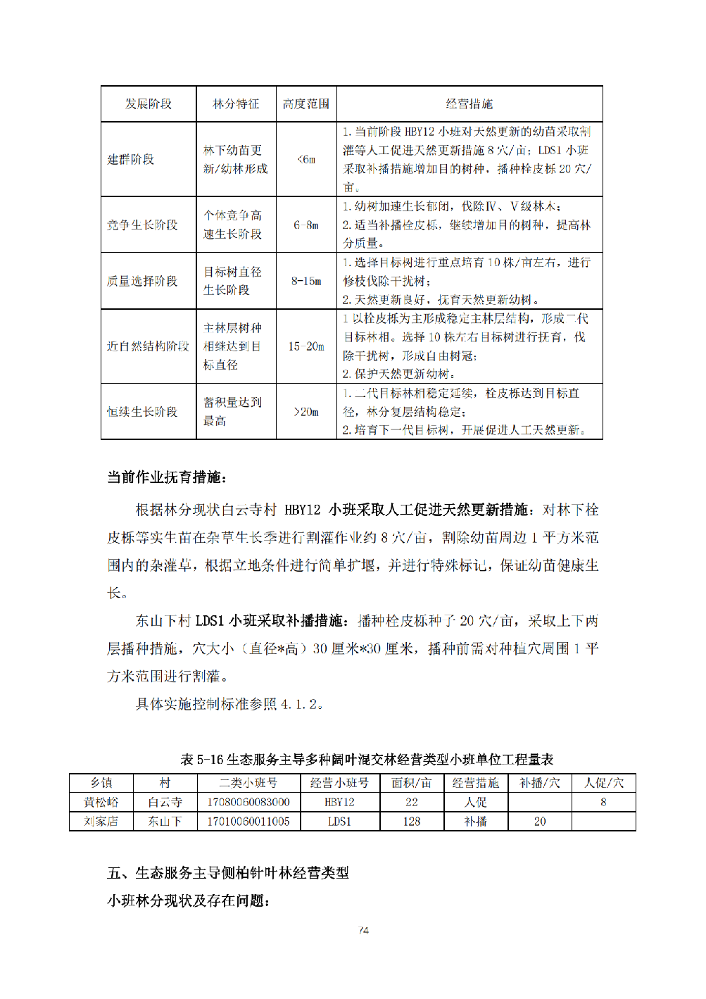 发展阶段 林分特征 高度范围 经营措施
建群阶段
林下幼苗更
新/幼林形成
<6m
1.当前阶段 HBY12 小班对天然更新的幼苗采取割
灌等人工促进天然更新措施 8 穴/亩；LDS1 小班
采取补播措施增加目的树种，播种栓皮栎 20 穴/
亩。
竞争生长阶段
个体竞争高
速生长阶段
6-8m
1.幼树加速生长郁闭，伐除Ⅳ、Ⅴ级林木；
2.适当补播栓皮栎，继续增加目的树种，提高林
分质量。
质量选择阶段
目标树直径
生长阶段
8-15m
1.选择目标树进行重点培育 10 株/亩左右，进行
修枝伐除干扰树；
2.天然更新良好，抚育天然更新幼树。
近自然结构阶段
主林层树种
相继达到目
标直径
15-20m
1 以栓皮栎为主形成稳定主林层结构，形成二代
目标林相。选择 10 株左右目标树进行抚育，伐
除干扰树，形成自由树冠；
2.保护天然更新幼树。
恒续生长阶段
蓄积量达到
最高
>20m
1.二代目标林相稳定延续，栓皮栎达到目标直
径，林分复层结构稳定；
2.培育下一代目标树，开展促进人工天然更新。
当前作业抚育措施：
根据林分现状白云寺村 HBY12 小班采取人工促进天然更新措施：对林下栓
皮栎等实生苗在杂草生长季进行割灌作业约 8 穴/亩，割除幼苗周边 1 平方米范
围内的杂灌草，根据立地条件进行简单扩堰，并进行特殊标记，保证幼苗健康生
长。
东山下村 LDS1 小班采取补播措施：播种栓皮栎种子 20 穴/亩，采取上下两
层播种措施，穴大小（直径*高）30 厘米*30 厘米，播种前需对种植穴周围 1 平
方米范围进行割灌。
具体实施控制标准参照 4.1.2。
表 5-16 生态服务主导多种阔叶混交林经营类型小班单位工程量表
乡镇 村 二类小班号 经营小班号 面积/亩 经营措施 补播/穴 人促/穴
黄松峪 白云寺 17080060083000 HBY12 22 人促 8
刘家店 东山下 17010060011005 LDS1 128 补播 20
五、生态服务主导侧柏针叶林经营类型
小班林分现状及存在问题：
74